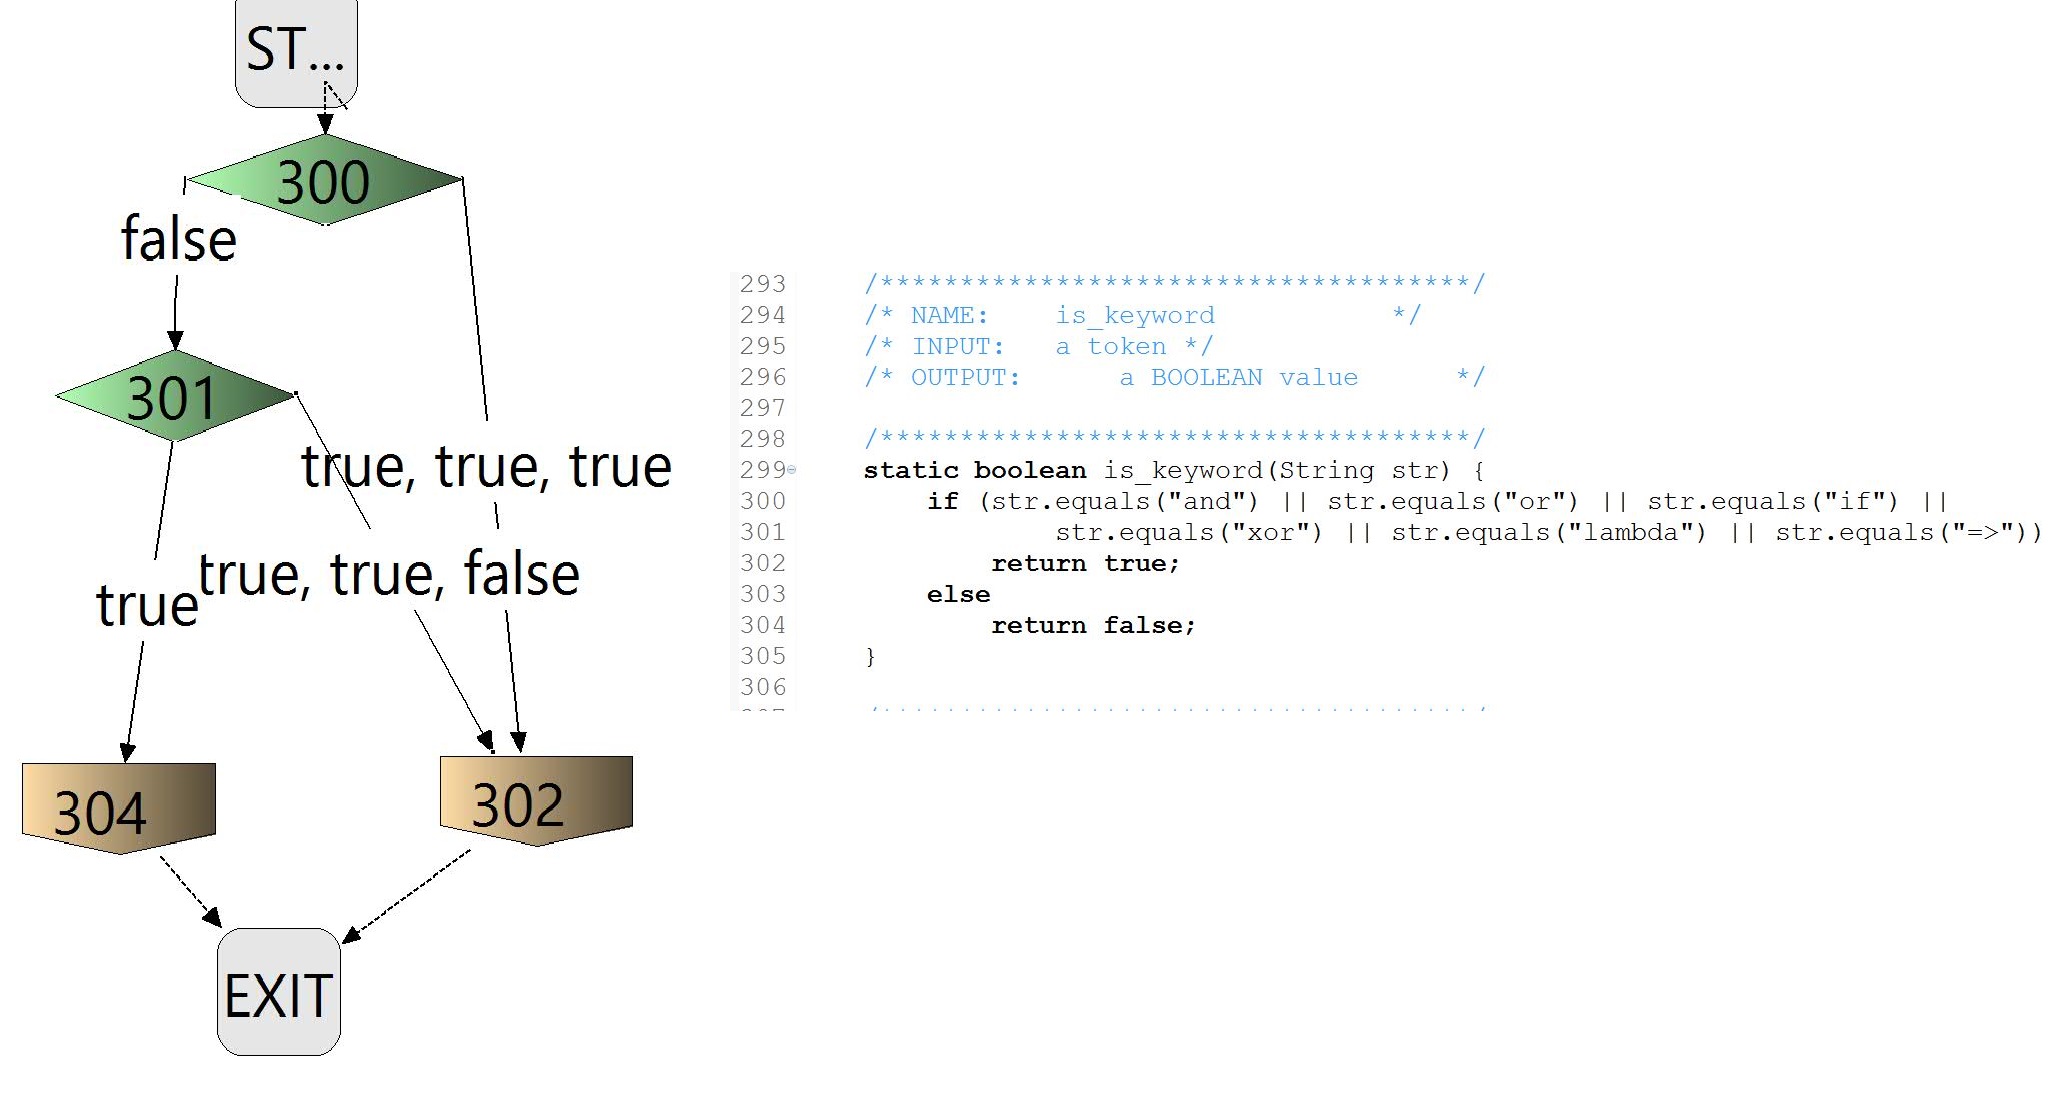 ST...
300
false
301
true, true, true
true, true, false
true
304
302
EXIT
293 /*************************************/
294 /* NAME: is_keyword */
295 /* INPUT: a token */
296 /* OUTPUT: a BOOLEAN value */
297
298 /*************************************/
299 static boolean is_keyword(String str) {
300 if (str.equals("and") || str.equals("or") || str.equals("if") ||
301 str.equals("xor") || str.equals("lambda") || str.equals("=>"))
302 return true;
303 else
304 return false;
305 }
306